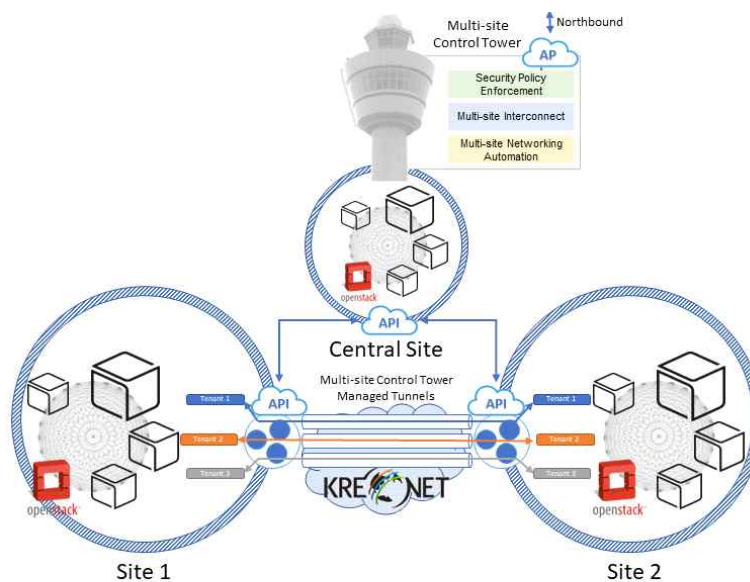 Multi-site
Control Tower
Northbound
AP
Security Policy
Enforcement
Multi-site Interconnect
Multi-site Networking
Automation
openstack
API
Central Site
Multi-site Control Tower
Managed Tunnels
API
API
Tenant 1
Tenant 1
Tenant 2
Tenant 2
Tenant 3
Tenant 3
KREONET
openstack
openstack
Site 1
Site 2